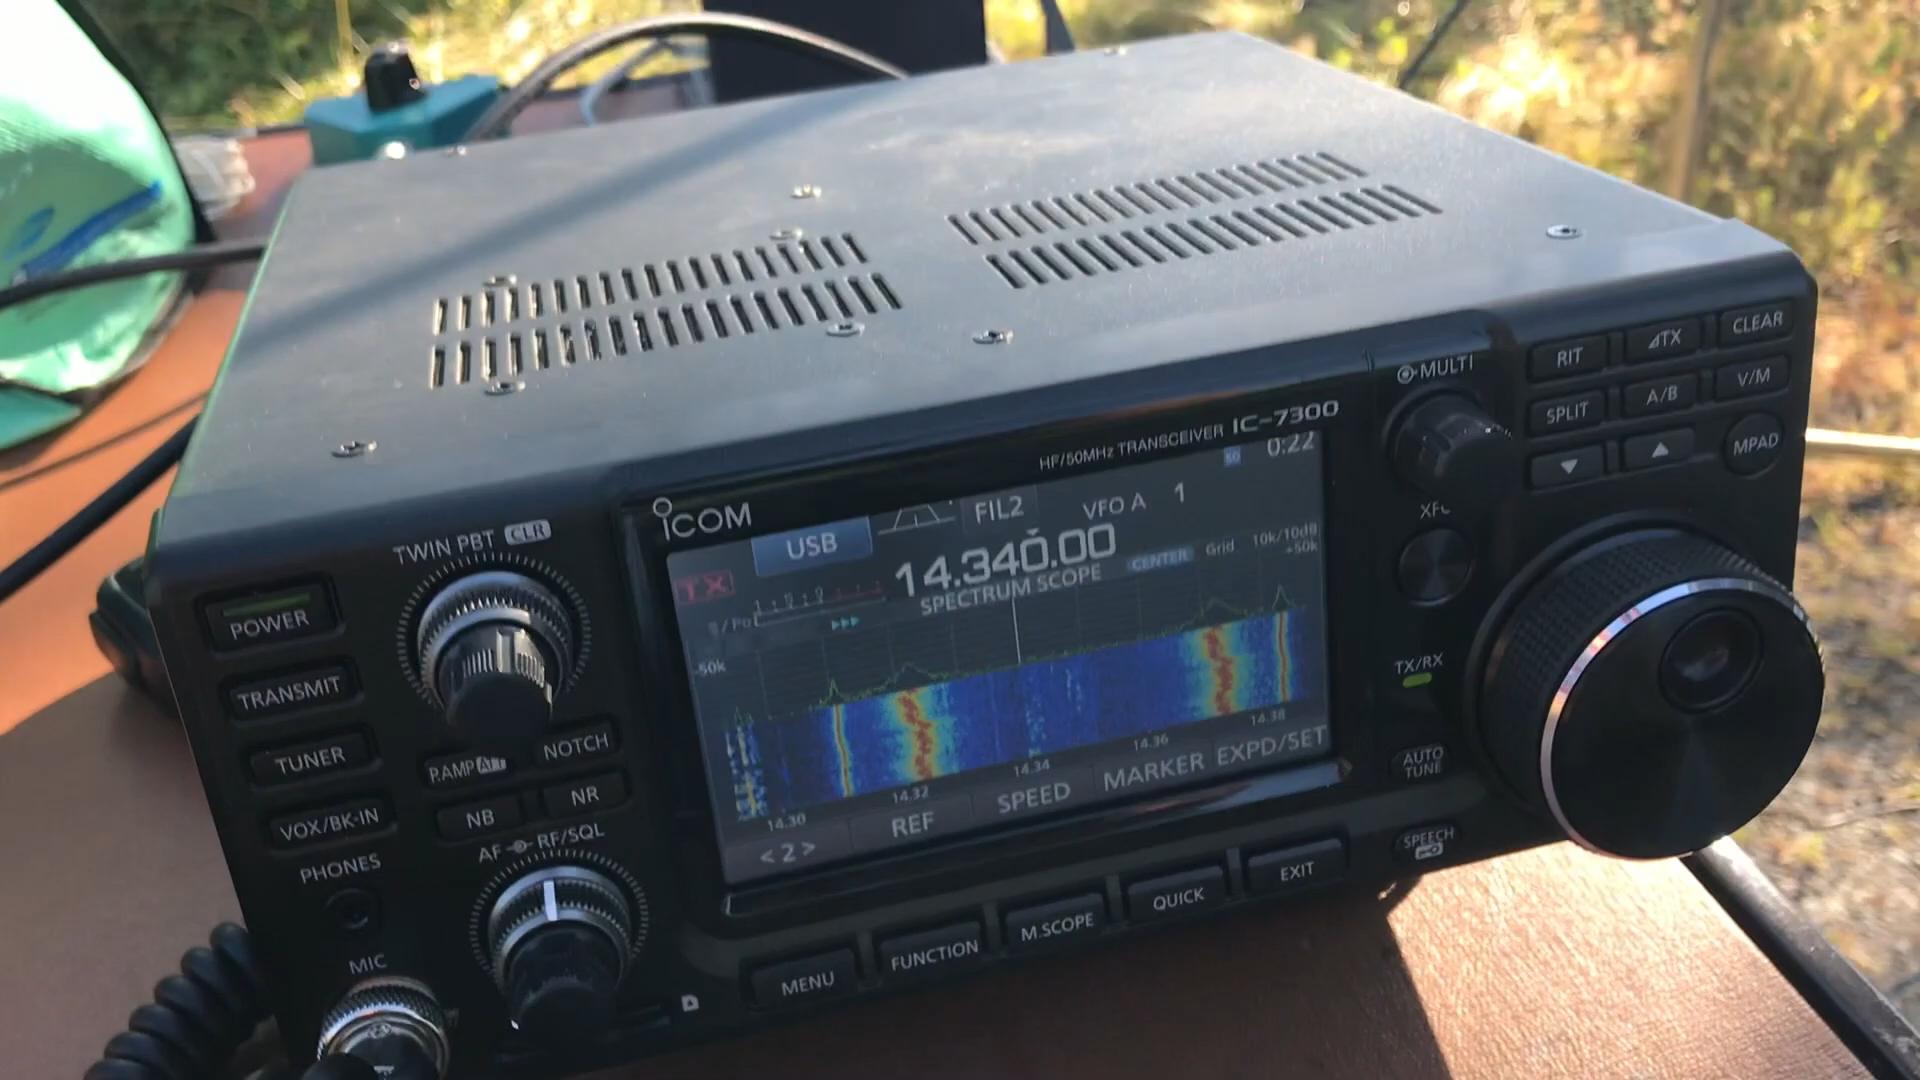 ICOM
HF/50MHz TRANSCEIVER IC-7300
MULTI
RIT
⊿TX
CLEAR
SPLIT
A/B
V/M
▼
▲
MPAD
TWIN PBT CLR
POWER
TRANSMIT
TUNER
VOX/BK-IN
PHONES
MIC
P.AMP ATT
NOTCH
NB
NR
AF RF/SQL
0:22
USB
FIL2
VFO A 1
TX
14.340.00
SPECTRUM SCOPE
CENTER
Grid
10k/10dB
+50k
-50k
14.30
14.32
14.34
14.36
14.38
<2>
REF
SPEED
MARKER
EXPD/SET
TX/RX
AUTO
TUNE
SPEECH
MENU
FUNCTION
M.SCOPE
QUICK
EXIT